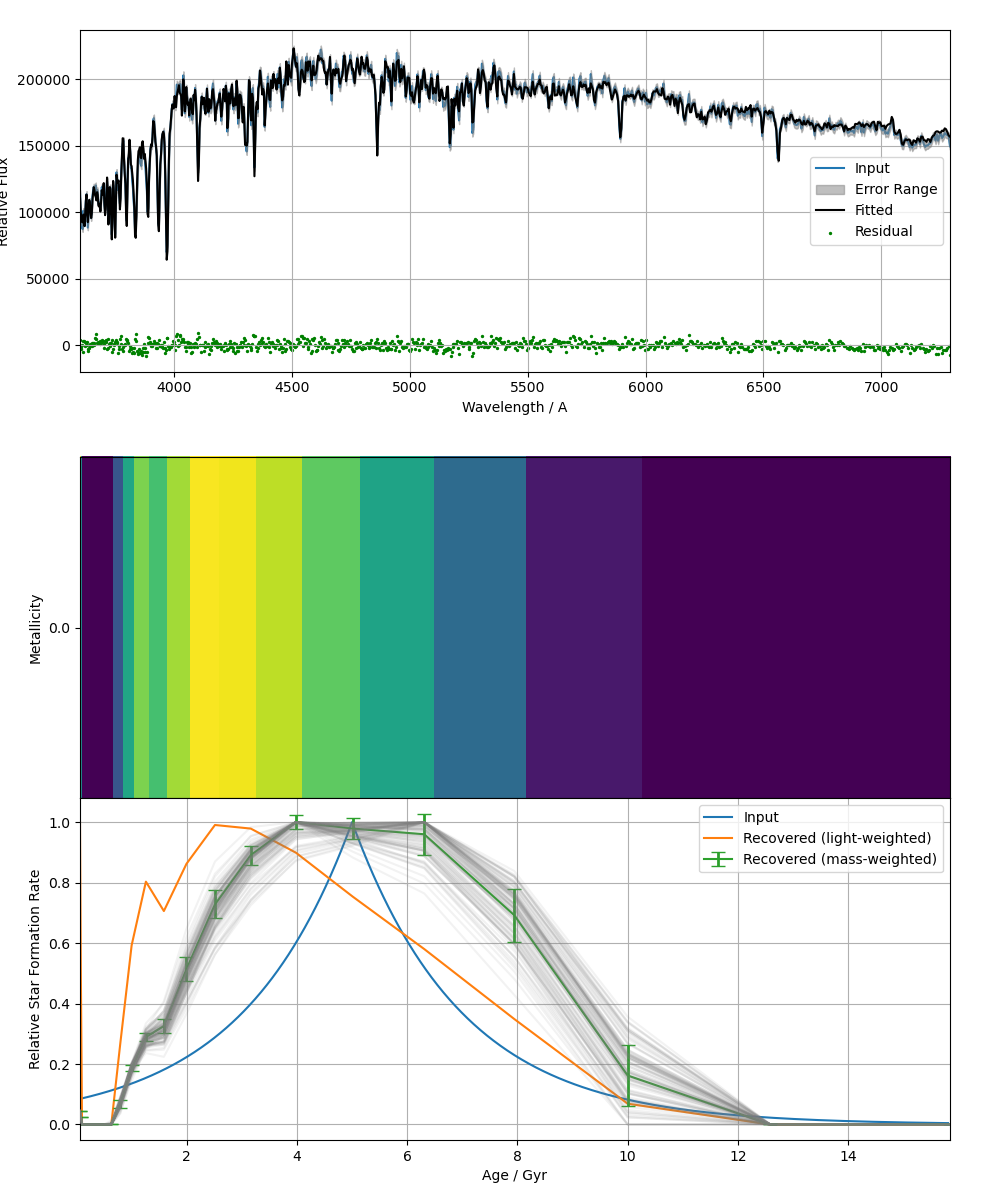 200000
150000
100000
50000
0
Relative Flux
Input
Error Range
Fitted
Residual
4000 4500 5000 5500 6000 6500 7000
Wavelength / A
Metallicity
0.0
1.0
0.8
0.6
0.4
0.2
0.0
Relative Star Formation Rate
Input
Recovered (light-weighted)
Recovered (mass-weighted)
2 4 6 8 10 12 14
Age / Gyr